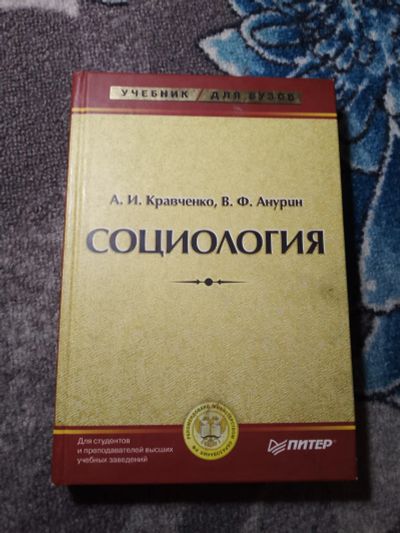 УЧЕБНИК / ДЛЯ ВУЗОВ
А. И. Кравченко, В. Ф. Анурин
СОЦИОЛОГИЯ
Для студентов
и преподавателей высших
учебных заведений
ПИТЕР